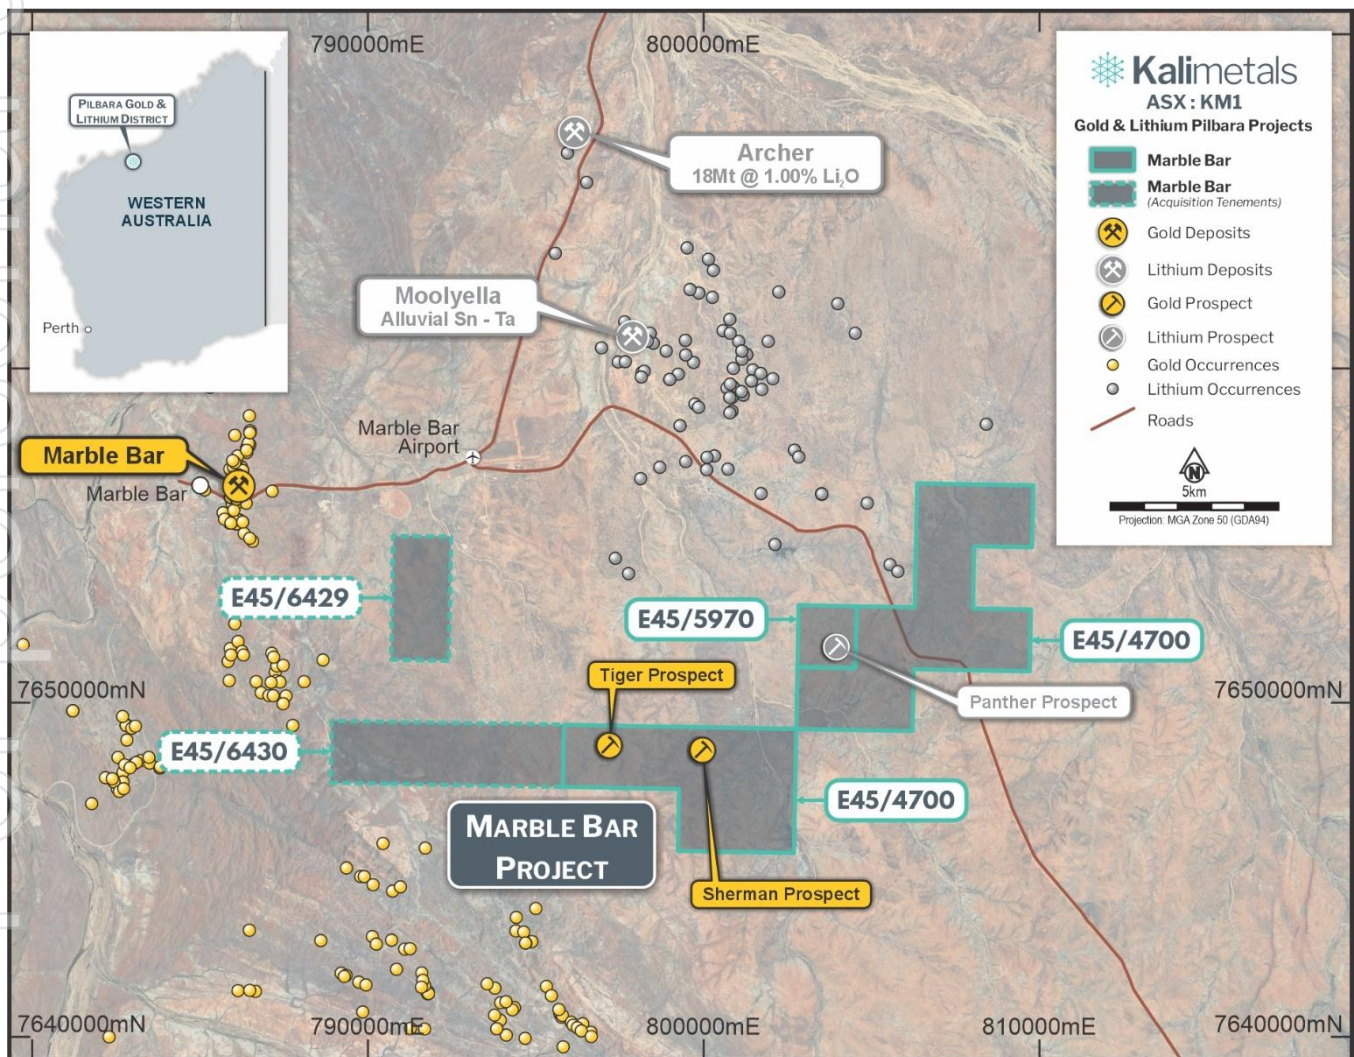 790000mE
800000mE
PILBARA GOLD &
LITHIUM DISTRICT
WESTERN
AUSTRALIA
Perth
Kalimetals
ASX : KM1
Gold & Lithium Pilbara Projects
Marble Bar
Marble Bar
(Acquisition Tenements)
Gold Deposits
Lithium Deposits
Gold Prospect
Lithium Prospect
Gold Occurrences
Lithium Occurrences
Roads
N
5km
Projection: MGA Zone 50 (GDA94)
Archer
18Mt @ 1.00% Li₂O
Moolyella
Alluvial Sn - Ta
Marble Bar
Airport
Marble Bar
Marble Bar
E45/6429
E45/5970
E45/4700
Tiger Prospect
Panther Prospect
7650000mN
7650000mN
E45/6430
E45/4700
MARBLE BAR
PROJECT
Sherman Prospect
7640000mN
790000mE
800000mE
810000mE
7640000mN